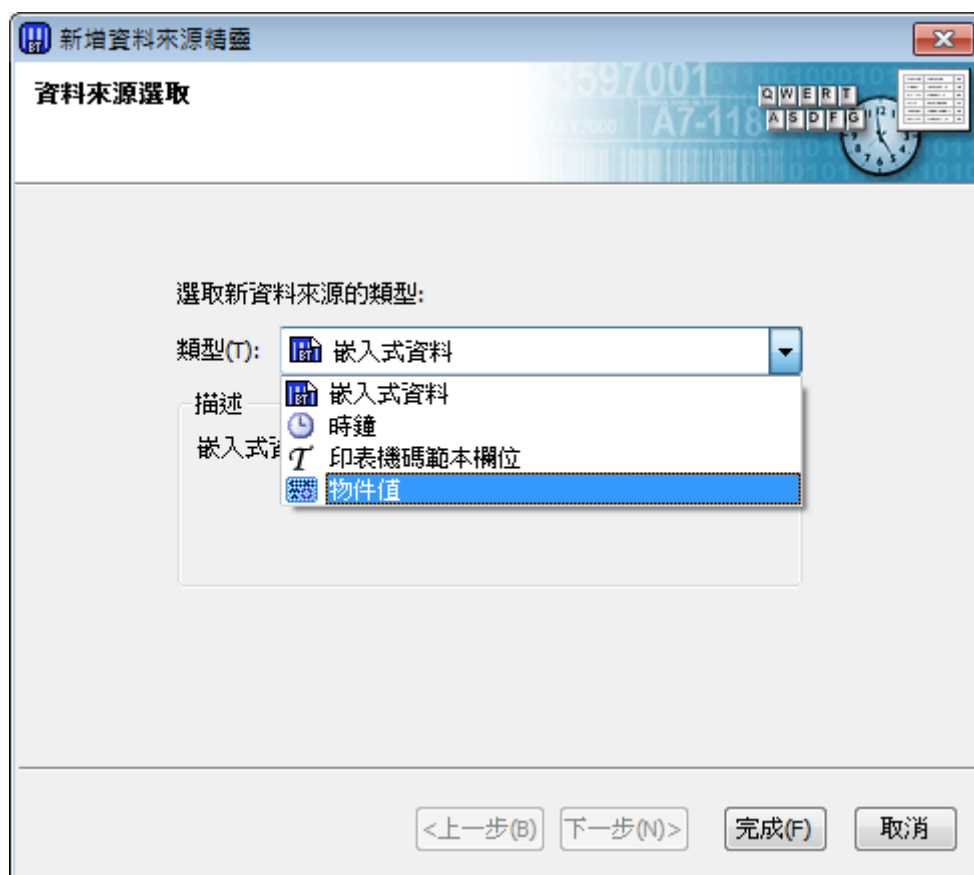 新增資料來源精靈
資料來源選取
3597001
A7-118
QWERT
ASDFG
選取新資料來源的類型:
類型(T):
嵌入式資料
嵌入式資料
時鐘
印表機碼範本欄位
物件值
描述
嵌入式
<上一步(B)
下一步(N)>
完成(F)
取消